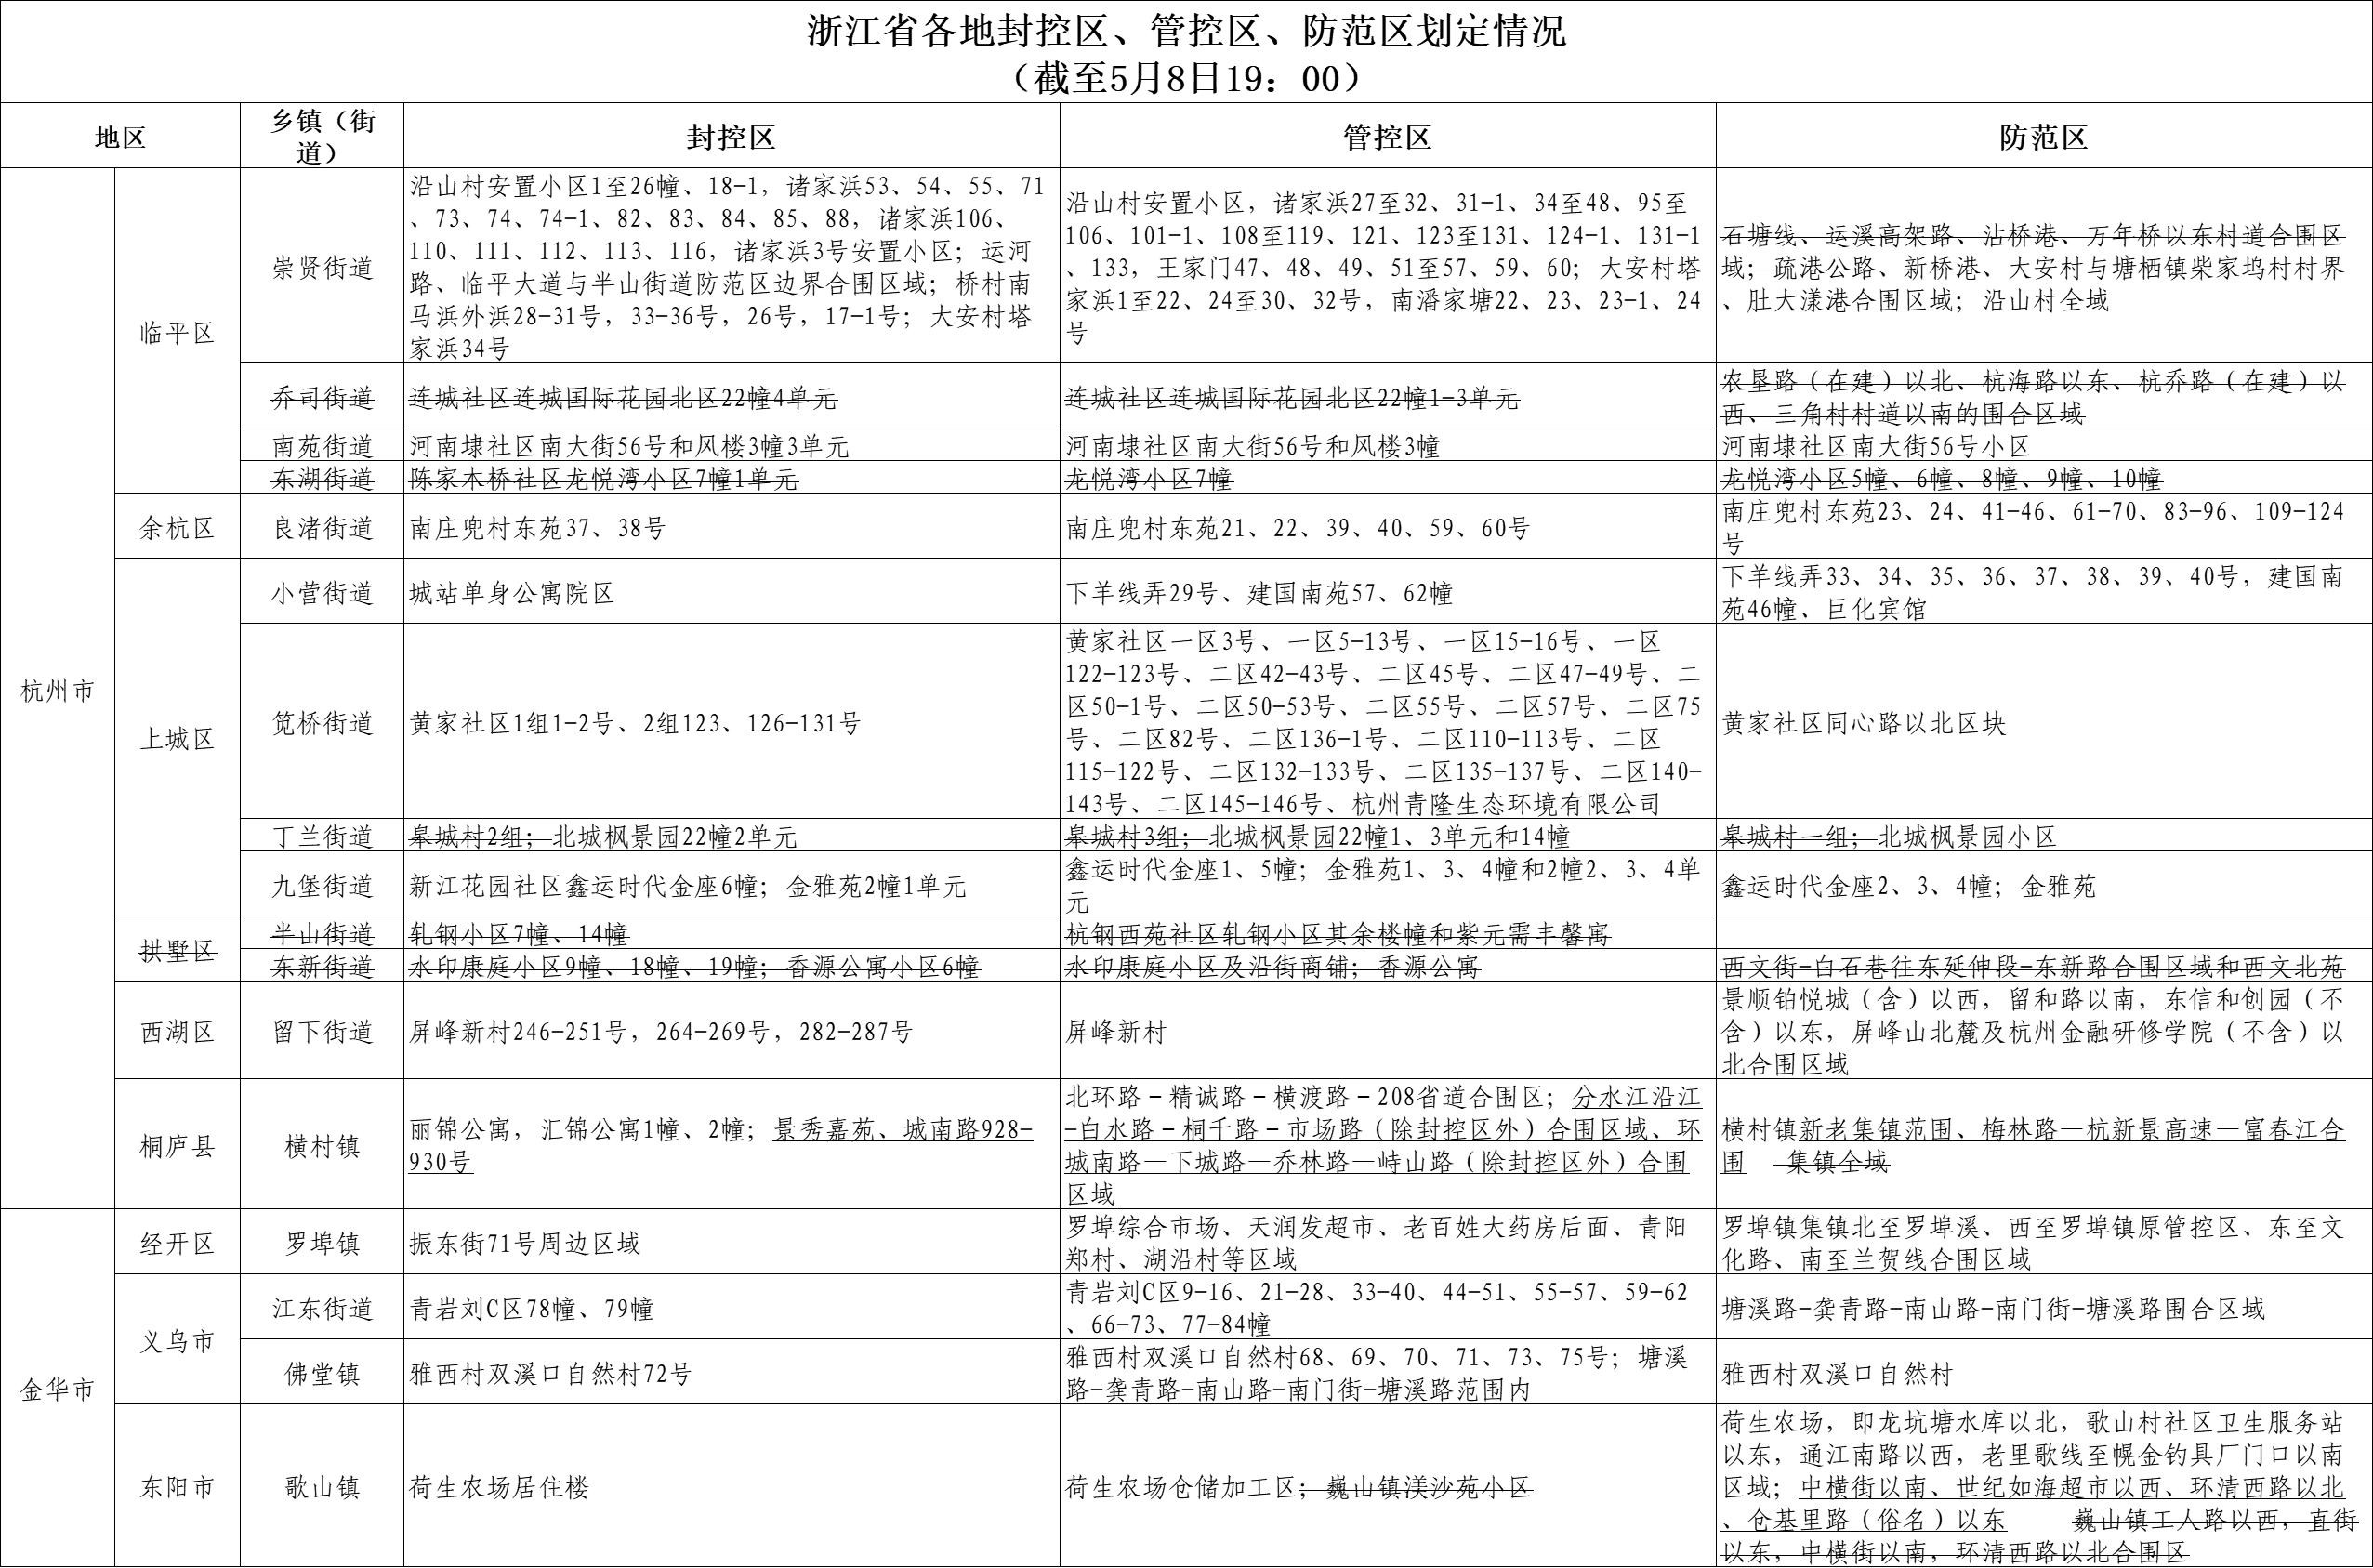 浙江省各地封控区、管控区、防范区划定情况
（截至5月8日19：00）
地区
乡镇（街
道）
封控区
管控区
防范区
杭州市
临平区
崇贤街道
沿山村安置小区1至26幢、18-1，诸家浜53、54、55、71
、73、74、74-1、82、83、84、85、88，诸家浜106、
110、111、112、113、116，诸家浜3号安置小区；运河
路、临平大道与半山街道防范区边界合围区域；桥村南
马浜外浜28-31号，33-36号，26号，17-1号；大安村塔
家浜34号
沿山村安置小区，诸家浜27至32、31-1、34至48、95至
106、101-1、108至119、121、123至131、124-1、131-1
、133，王家门47、48、49、51至57、59、60；大安村塔
家浜1至22、24至30、32号，南潘家塘22、23、23-1、24
号
石塘线、运溪高架路、沾桥港、万年桥以东村道合围区
域；疏港公路、新桥港、大安村与塘栖镇柴家坞村村界
、肚大漾港合围区域；沿山村全域
乔司街道
连城社区连城国际花园北区22幢4单元
连城社区连城国际花园北区22幢1-3单元
农垦路（在建）以北、杭海路以东、杭乔路（在建）以
西、三角村村道以南的围合区域
南苑街道
河南埭社区南大街56号和风楼3幢3单元
河南埭社区南大街56号和风楼3幢
河南埭社区南大街56号小区
东湖街道
陈家木桥社区龙悦湾小区7幢1单元
龙悦湾小区7幢
龙悦湾小区5幢、6幢、8幢、9幢、10幢
余杭区
良渚街道
南庄兜村东苑37、38号
南庄兜村东苑21、22、39、40、59、60号
南庄兜村东苑23、24、41-46、61-70、83-96、109-124
号
上城区
小营街道
城站单身公寓院区
下羊线弄29号、建国南苑57、62幢
下羊线弄33、34、35、36、37、38、39、40号，建国南
苑46幢、巨化宾馆
笕桥街道
黄家社区1组1-2号、2组123、126-131号
黄家社区一区3号、一区5-13号、一区15-16号、一区
122-123号、二区42-43号、二区45号、二区47-49号、二
区50-1号、二区50-53号、二区55号、二区57号、二区75
号、二区82号、二区136-1号、二区110-113号、二区
115-122号、二区132-133号、二区135-137号、二区140-
143号、二区145-146号、杭州青隆生态环境有限公司
黄家社区同心路以北区块
丁兰街道
皋城村2组；北城枫景园22幢2单元
皋城村3组；北城枫景园22幢1、3单元和14幢
皋城村一组；北城枫景园小区
九堡街道
新江花园社区鑫运时代金座6幢；金雅苑2幢1单元
鑫运时代金座1、5幢；金雅苑1、3、4幢和2幢2、3、4单
元
鑫运时代金座2、3、4幢；金雅苑
拱墅区
半山街道
轧钢小区7幢、14幢
杭钢西苑社区轧钢小区其余楼幢和紫元需丰馨寓
东新街道
水印康庭小区9幢、18幢、19幢；香源公寓小区6幢
水印康庭小区及沿街商铺；香源公寓
西文街-白石巷往东延伸段-东新路合围区域和西文北苑
西湖区
留下街道
屏峰新村246-251号，264-269号，282-287号
屏峰新村
景顺铂悦城（含）以西，留和路以南，东信和创园（不
含）以东，屏峰山北麓及杭州金融研修学院（不含）以
北合围区域
桐庐县
横村镇
丽锦公寓，汇锦公寓1幢、2幢；景秀嘉苑、城南路928-
930号
北环路－精诚路－横渡路－208省道合围区；分水江沿江
-白水路－桐千路－市场路（除封控区外）合围区域、环
城南路—下城路—乔林路—峙山路（除封控区外）合围
区域
横村镇新老集镇范围、梅林路—杭新景高速—富春江合
围 集镇全域
金华市
经开区
罗埠镇
振东街71号周边区域
罗埠综合市场、天润发超市、老百姓大药房后面、青阳
郑村、湖沿村等区域
罗埠镇集镇北至罗埠溪、西至罗埠镇原管控区、东至文
化路、南至兰贺线合围区域
义乌市
江东街道
青岩刘C区78幢、79幢
青岩刘C区9-16、21-28、33-40、44-51、55-57、59-62
、66-73、77-84幢
塘溪路-龚青路-南山路-南门街-塘溪路围合区域
佛堂镇
雅西村双溪口自然村72号
雅西村双溪口自然村68、69、70、71、73、75号；塘溪
路-龚青路-南山路-南门街-塘溪路范围内
雅西村双溪口自然村
东阳市
歌山镇
荷生农场居住楼
荷生农场仓储加工区；巍山镇渼沙苑小区
荷生农场，即龙坑塘水库以北，歌山村社区卫生服务站
以东，通江南路以西，老里歌线至幌金钓具厂门口以南
区域；中横街以南、世纪如海超市以西、环清西路以北
、仓基里路（俗名）以东 巍山镇工人路以西，直街
以东，中横街以南，环清西路以北合围区